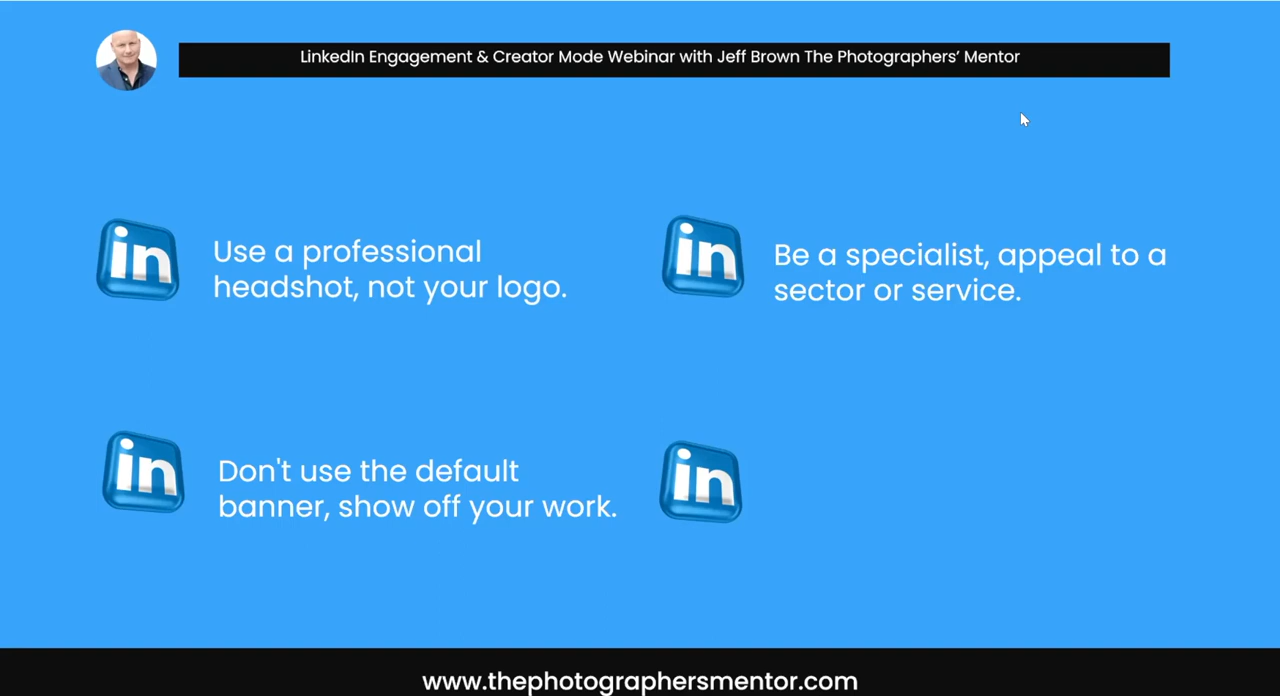 LinkedIn Engagement & Creator Mode Webinar with Jeff Brown The Photographers’ Mentor
in
Use a professional
headshot, not your logo.
in
Be a specialist, appeal to a
sector or service.
in
Don't use the default
banner, show off your work.
in
www.thephotographersmentor.com